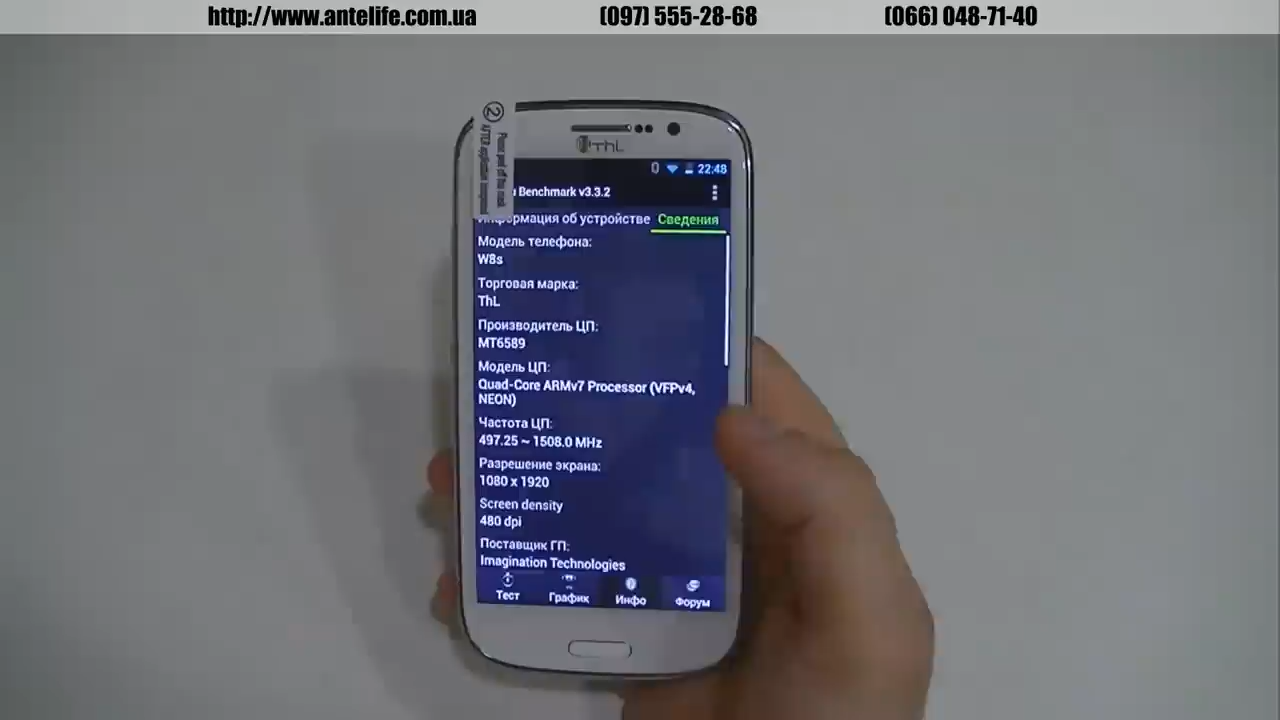 http://www.antelife.com.ua (097) 555-28-68 (066) 048-71-40
2
ThL
22:48
Benchmark v3.3.2
Информация об устройстве Сведения
Модель телефона:
W8s
Торговая марка:
ThL
Производитель ЦП:
MT6589
Модель ЦП:
Quad-Core ARMv7 Processor (VFPv4,
NEON)
Частота ЦП:
497.25 ~ 1508.0 MHz
Разрешение экрана:
1080 x 1920
Screen density
480 dpi
Поставщик ГП:
Imagination Technologies
Тест График Инфо Форум